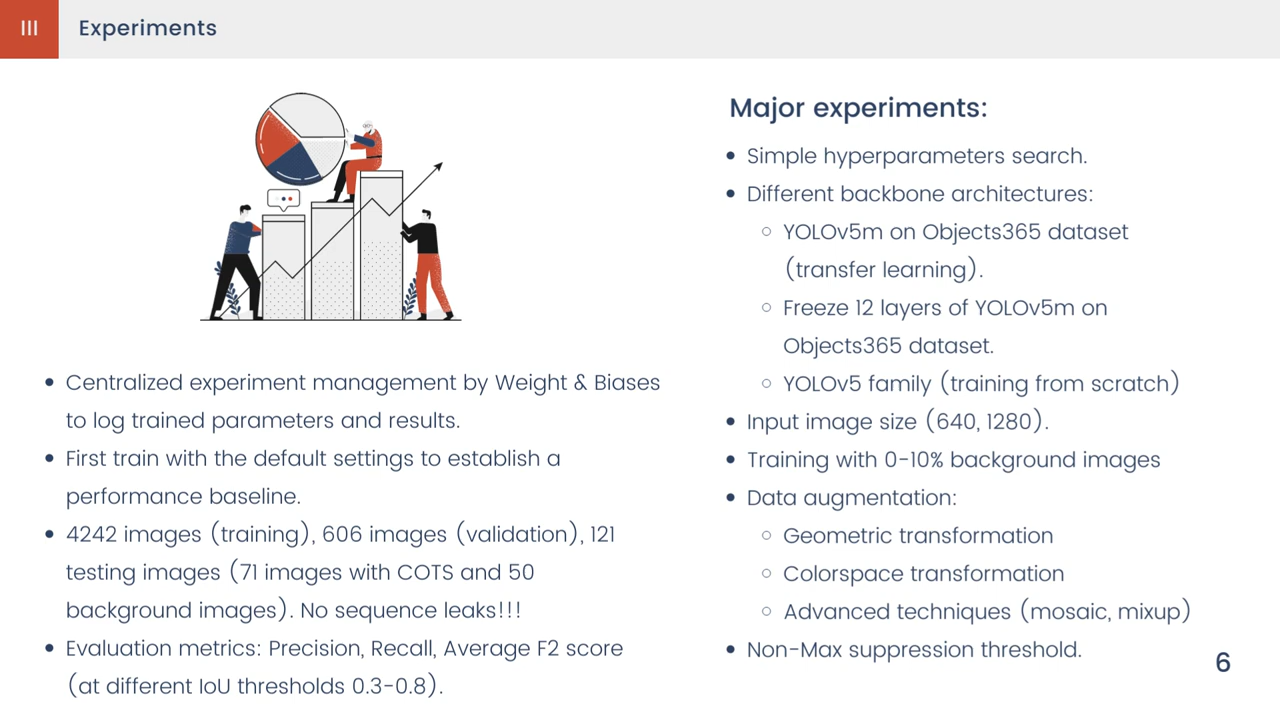 III
Experiments
• Centralized experiment management by Weight & Biases
to log trained parameters and results.
• First train with the default settings to establish a
performance baseline.
• 4242 images (training), 606 images (validation), 121
testing images (71 images with COTS and 50
background images). No sequence leaks!!!
• Evaluation metrics: Precision, Recall, Average F2 score
(at different IoU thresholds 0.3-0.8).
Major experiments:
• Simple hyperparameters search.
• Different backbone architectures:
○ YOLOv5m on Objects365 dataset
(transfer learning).
○ Freeze 12 layers of YOLOv5m on
Objects365 dataset.
○ YOLOv5 family (training from scratch)
• Input image size (640, 1280).
• Training with 0-10% background images
• Data augmentation:
○ Geometric transformation
○ Colorspace transformation
○ Advanced techniques (mosaic, mixup)
• Non-Max suppression threshold.
6